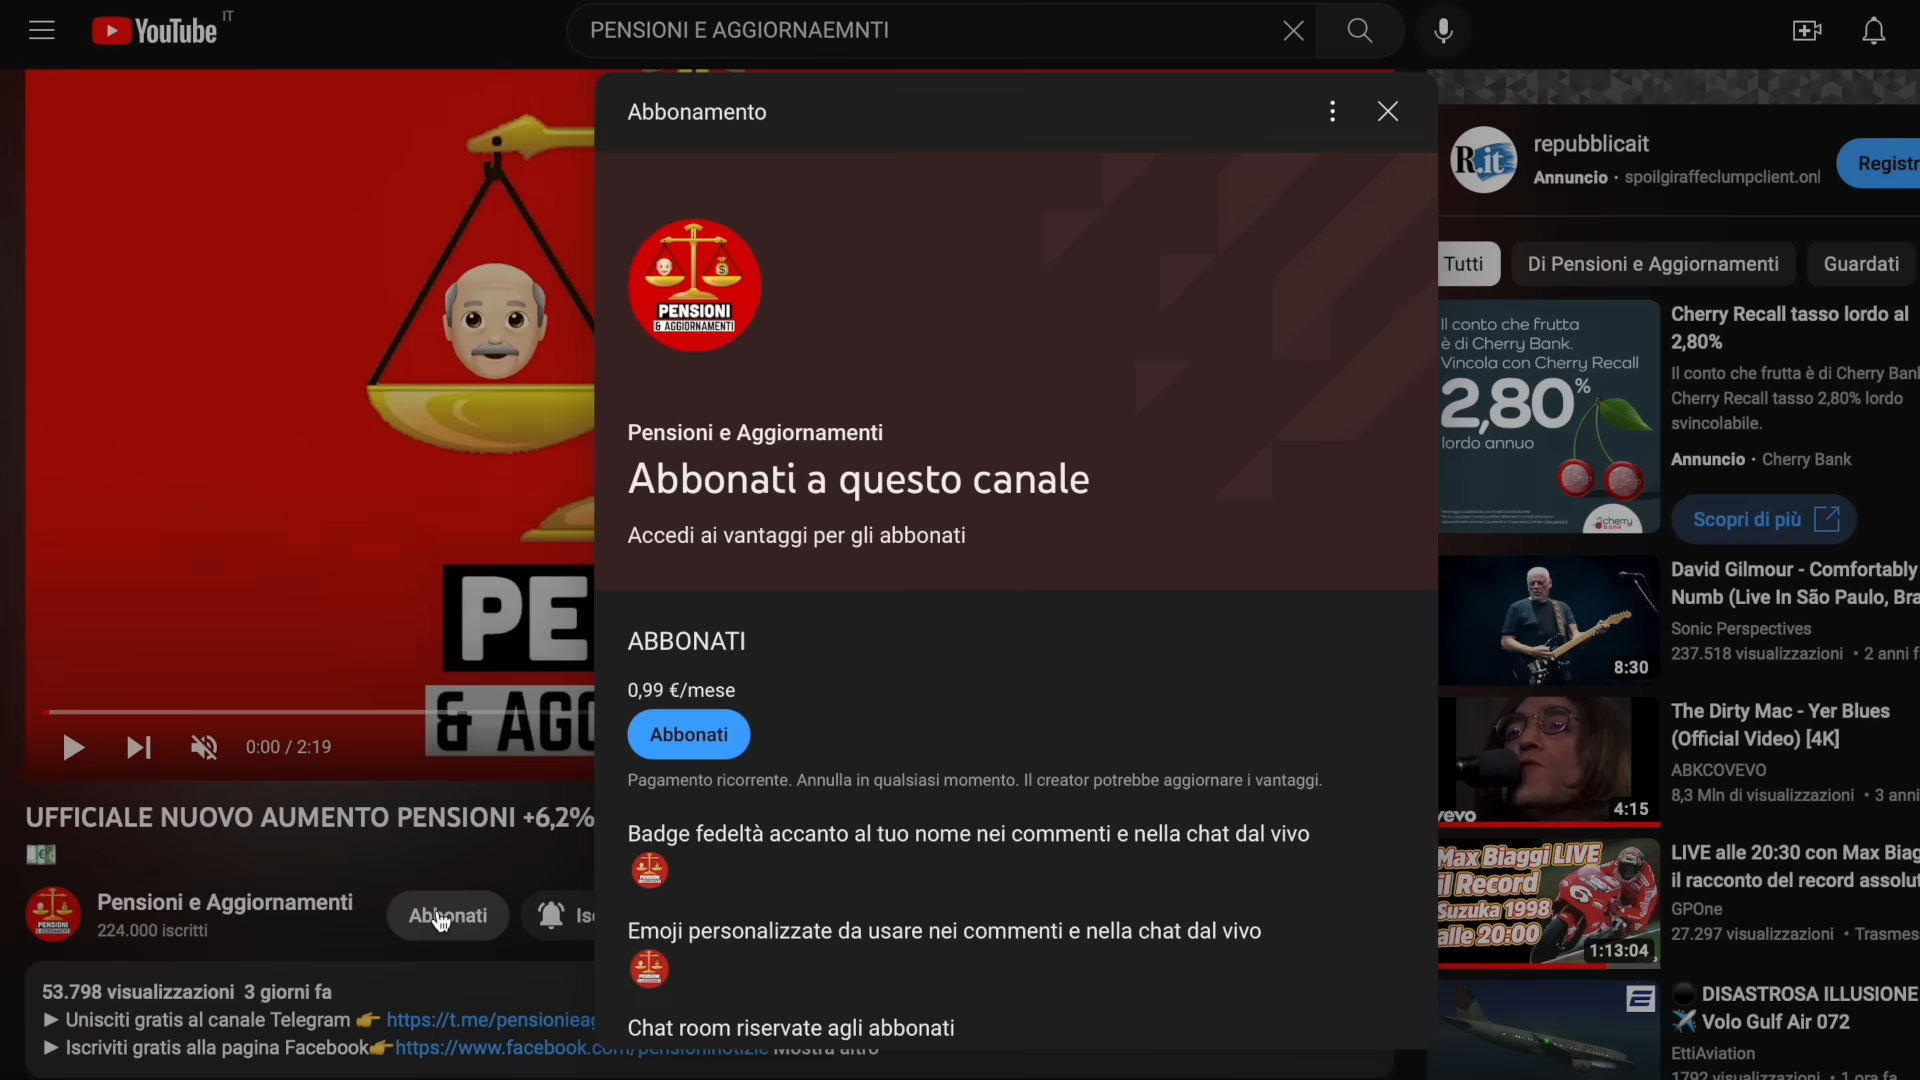 YouTube IT
PENSIONI E AGGIORNAEMNTI
Abbonamento
PENSIONI
& AGGIORNAMENTI
Pensioni e Aggiornamenti
Abbonati a questo canale
Accedi ai vantaggi per gli abbonati
ABBONATI
0,99 €/mese
Abbonati
Pagamento ricorrente. Annulla in qualsiasi momento. Il creator potrebbe aggiornare i vantaggi.
Badge fedeltà accanto al tuo nome nei commenti e nella chat dal vivo
Emoji personalizzate da usare nei commenti e nella chat dal vivo
Chat room riservate agli abbonati
PE
& AGO
0:00 / 2:19
UFFICIALE NUOVO AUMENTO PENSIONI +6,2%
Pensioni e Aggiornamenti
224.000 iscritti
Abbonati
Isc
53.798 visualizzazioni 3 giorni fa
▶ Unisciti gratis al canale Telegram 👉 https://t.me/pensionieag
▶ Iscriviti gratis alla pagina Facebook👉https://www.facebook.com/pensioninotizie Mostra altro
R.it
repubblicait
Annuncio · spoilgiraffeclumpclient.onl
Registr
Tutti
Di Pensioni e Aggiornamenti
Guardati
Il conto che frutta
è di Cherry Bank.
Vincola con Cherry Recall
2,80%
lordo annuo
cherry
bank
Cherry Recall tasso lordo al
2,80%
Il conto che frutta è di Cherry Bank
Cherry Recall tasso 2,80% lordo
svincolabile.
Annuncio · Cherry Bank
Scopri di più
8:30
David Gilmour - Comfortably
Numb (Live In São Paulo, Bra
Sonic Perspectives
237.518 visualizzazioni • 2 anni f
vevo
4:15
The Dirty Mac - Yer Blues
(Official Video) [4K]
ABKCOVEVO
8,3 Mln di visualizzazioni • 3 anni
Max Biaggi LIVE
il Record
Suzuka 1998
alle 20:00
1:13:04
LIVE alle 20:30 con Max Biag
il racconto del record assolut
GPOne
27.297 visualizzazioni • Trasmes
DISASTROSA ILLUSIONE
Volo Gulf Air 072
EttiAviation
1792 visualizzazioni • 1 ora fa